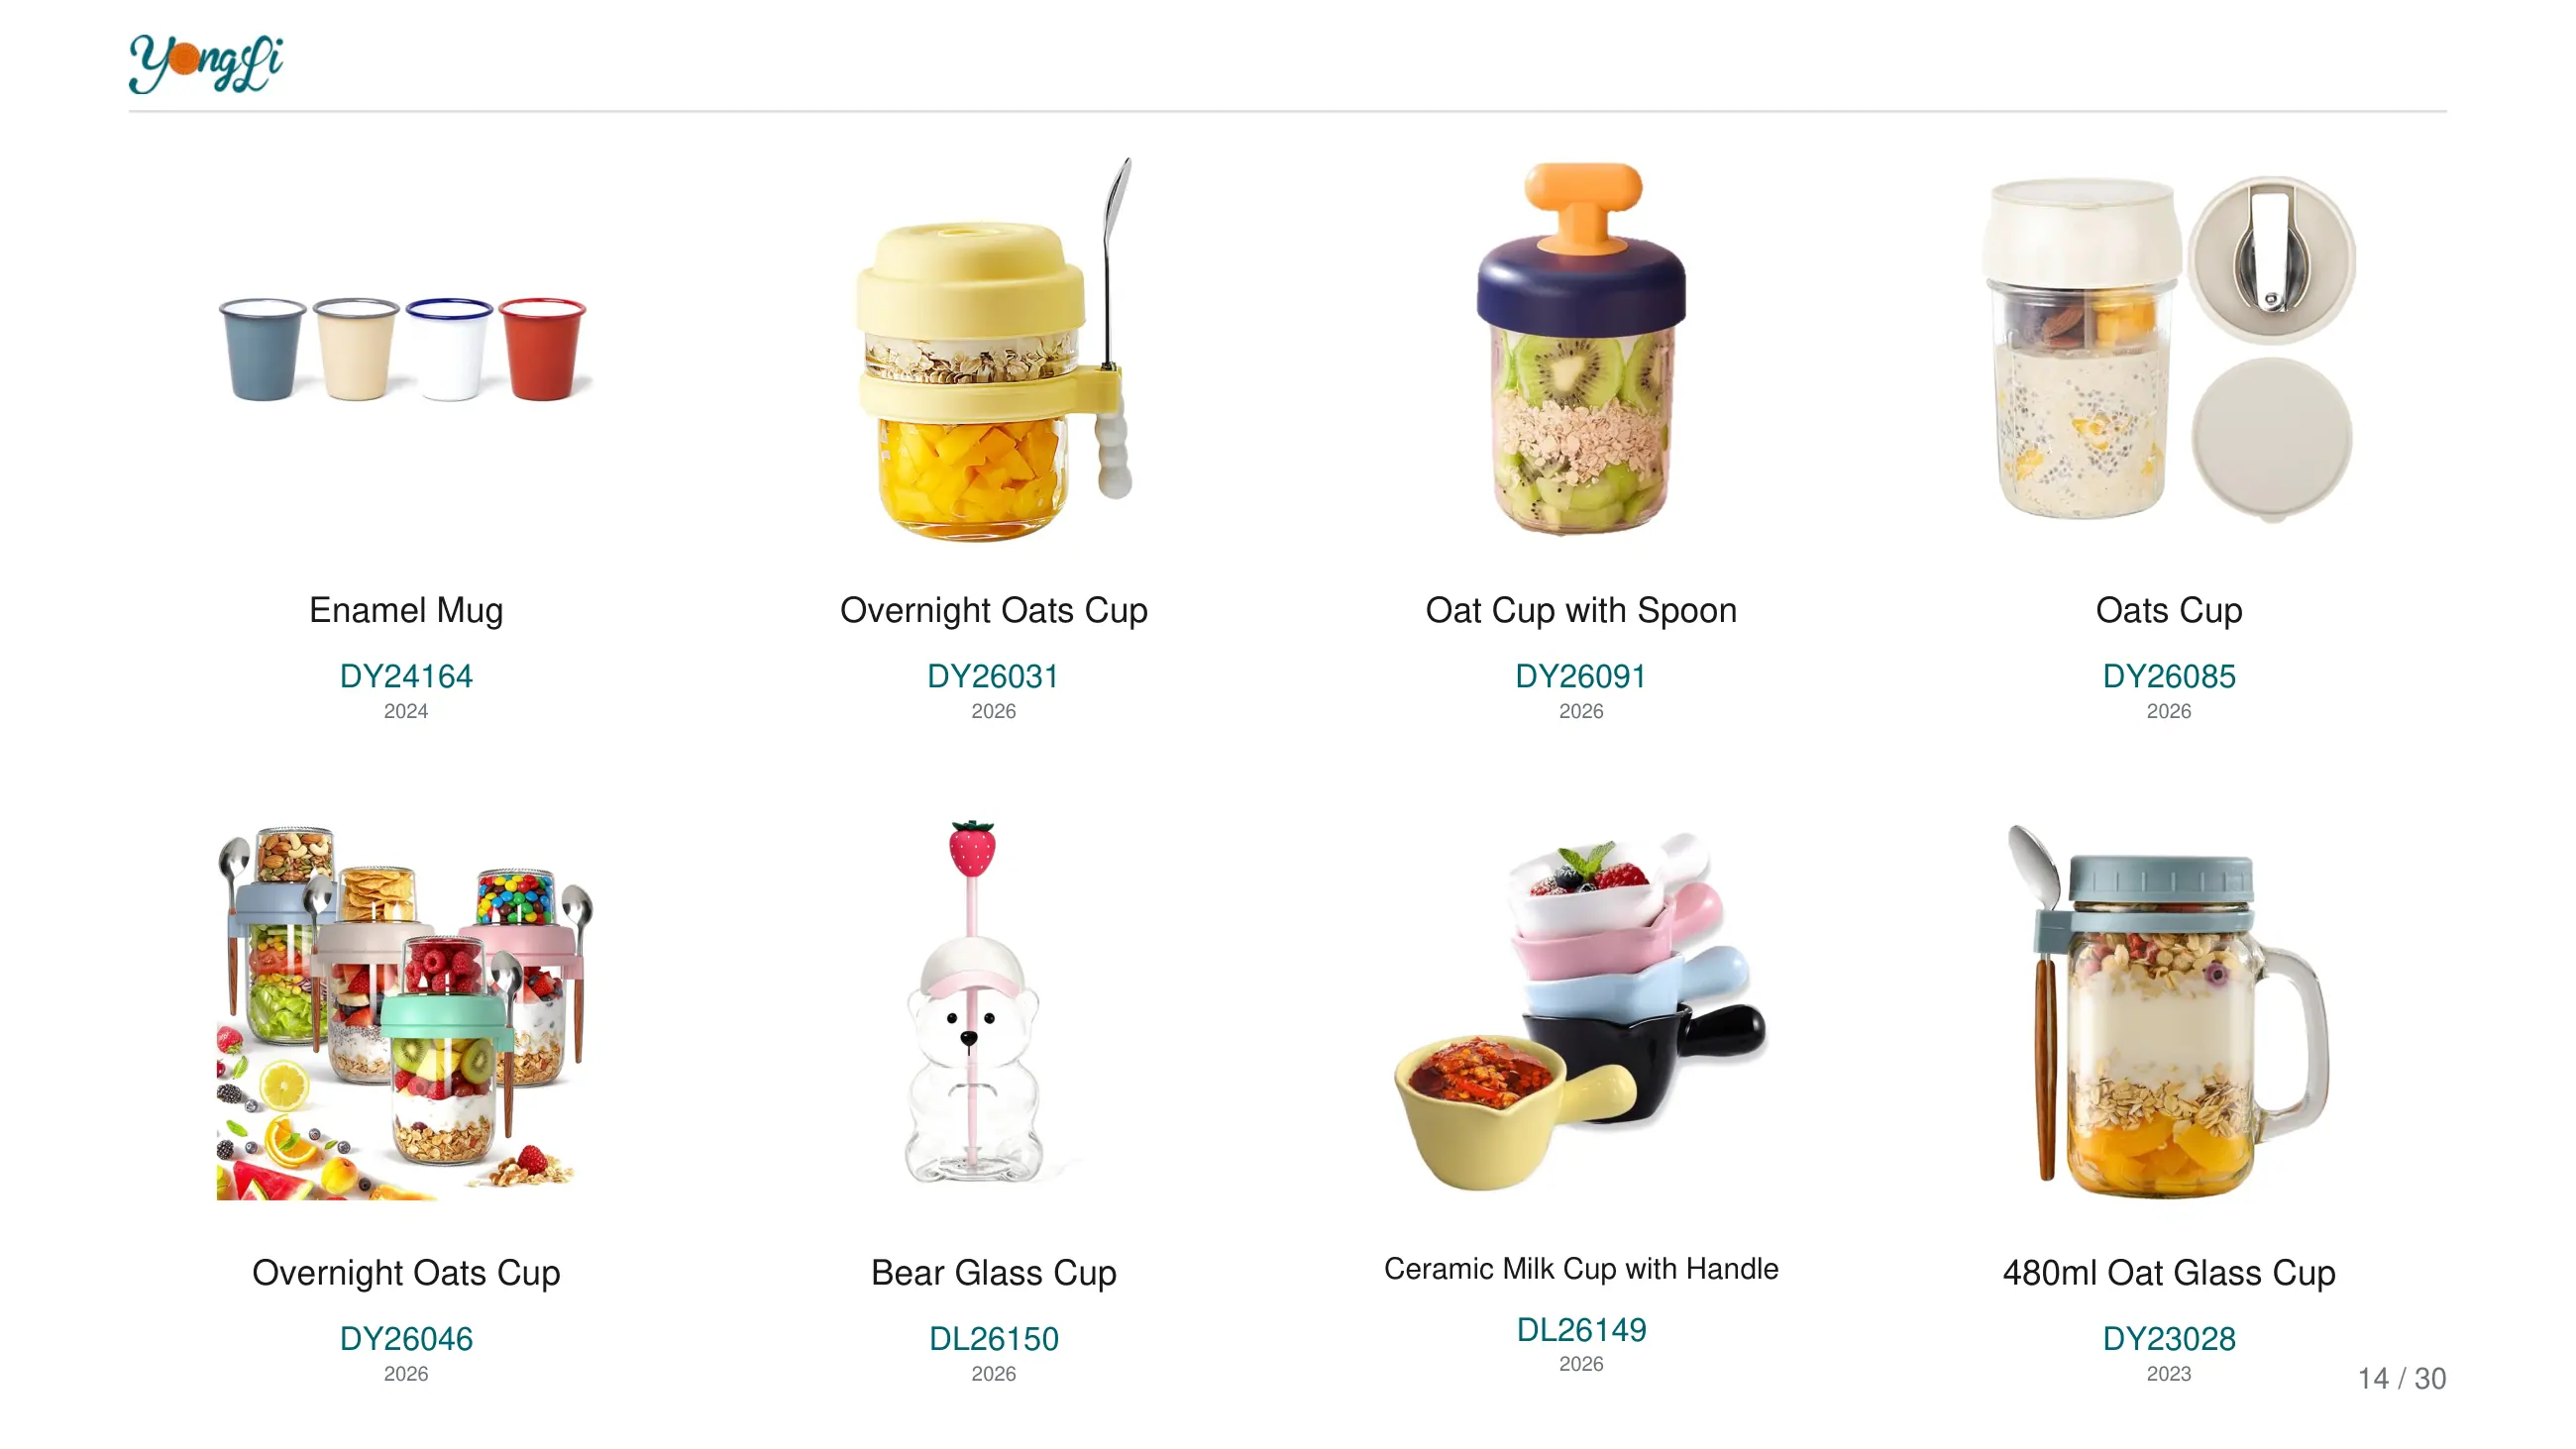 YongLi
Enamel Mug
DY24164
2024
Overnight Oats Cup
DY26031
2026
Oat Cup with Spoon
DY26091
2026
Oats Cup
DY26085
2026
Overnight Oats Cup
DY26046
2026
Bear Glass Cup
DL26150
2026
Ceramic Milk Cup with Handle
DL26149
2026
480ml Oat Glass Cup
DY23028
2023
14 / 30